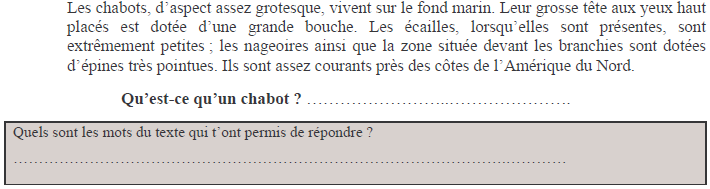 Les chabots, d'aspect assez grotesque, vivent sur le fond marin. Leur grosse tête aux yeux haut
placés est dotée d'une grande bouche. Les écailles, lorsqu'elles sont présentes, sont
extrêmement petites ; les nageoires ainsi que la zone située devant les branchies sont dotées
d'épines très pointues. Ils sont assez courants près des côtes de l'Amérique du Nord.
Qu'est-ce qu'un chabot ? ……………………..………………….
Quels sont les mots du texte qui t'ont permis de répondre ?
……………………………………………………………………………..…………